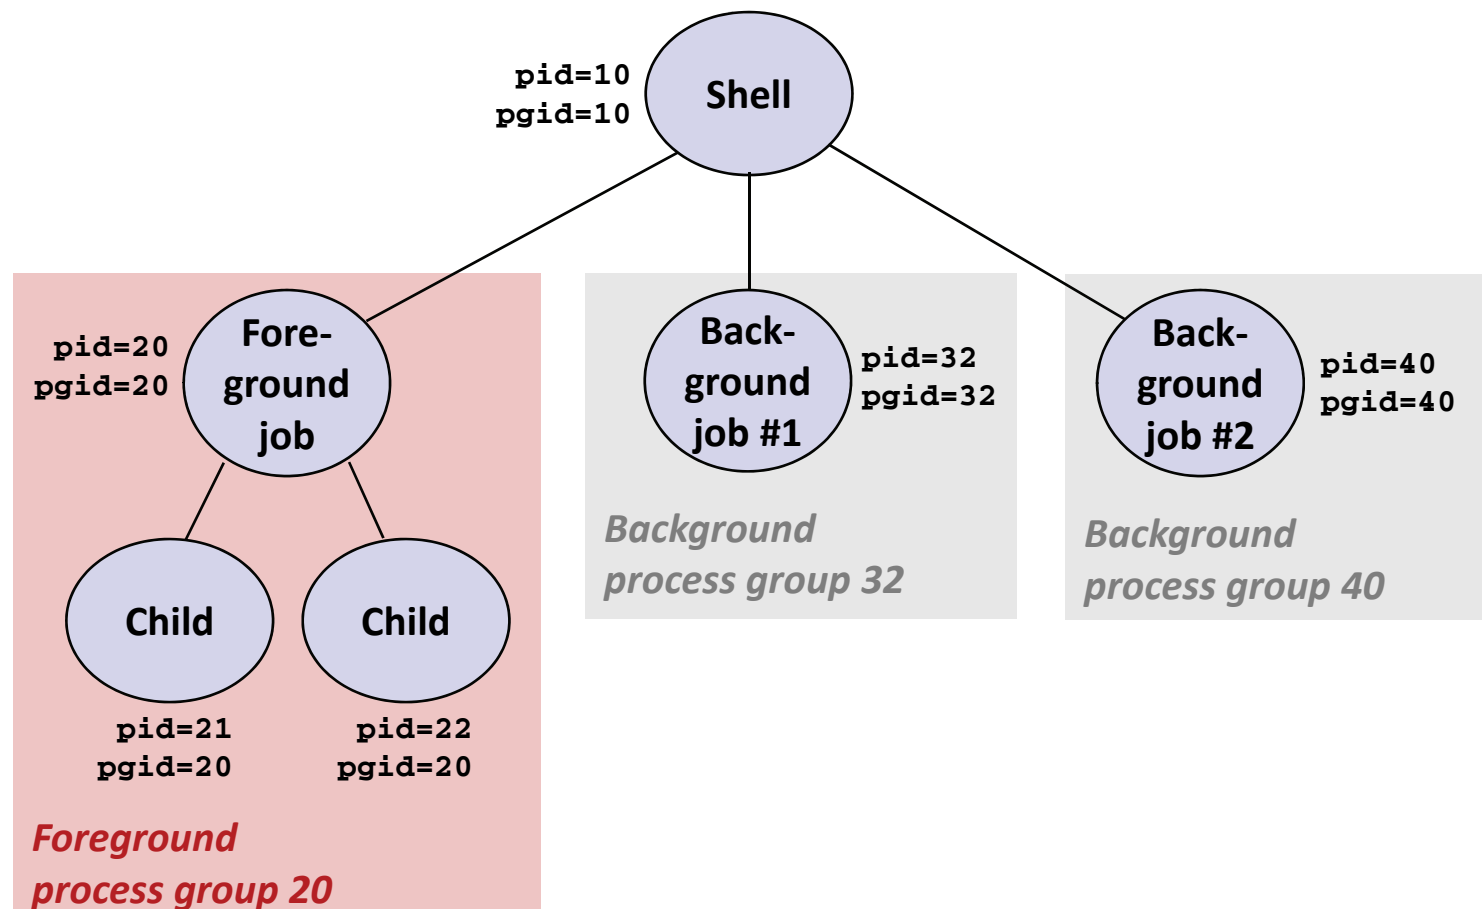 pid=10
pgid=10
Shell
pid=20
pgid=20
Fore-
ground
job
Back-
ground
job #1
pid=32
pgid=32
Back-
ground
job #2
pid=40
pgid=40
Background
process group 32
Background
process group 40
Child
Child
pid=21
pgid=20
pid=22
pgid=20
Foreground
process group 20